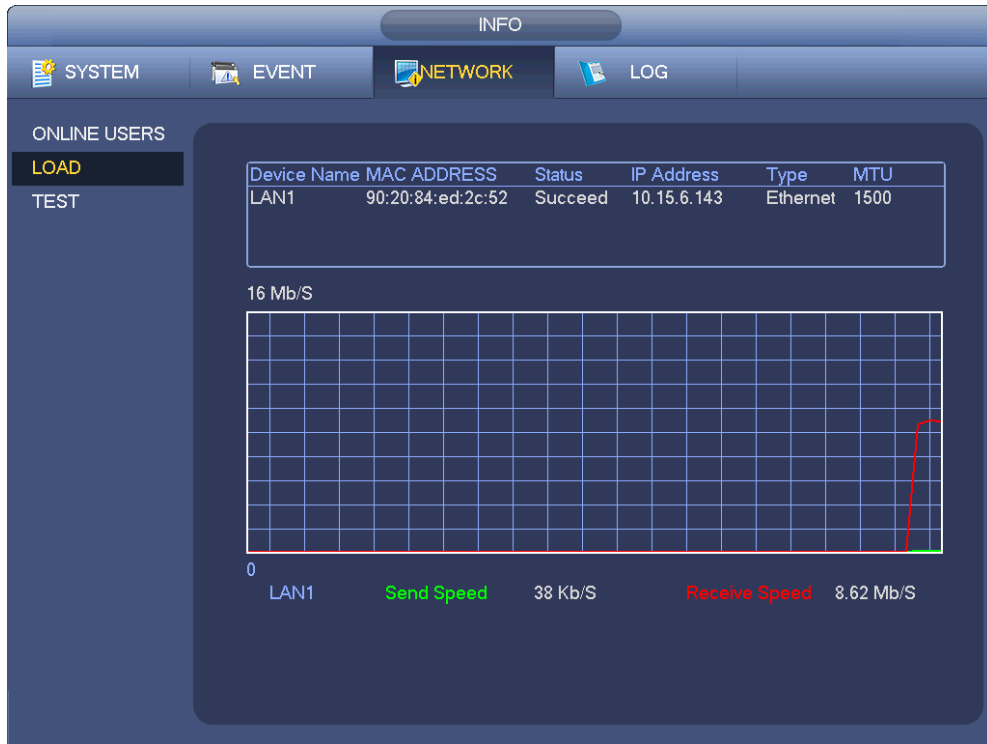 INFO
SYSTEM EVENT NETWORK LOG
ONLINE USERS
LOAD
TEST
Device Name MAC ADDRESS Status IP Address Type MTU
LAN1 90:20:84:ed:2c:52 Succeed 10.15.6.143 Ethernet 1500
16 Mb/S
0
LAN1 Send Speed 38 Kb/S Receive Speed 8.62 Mb/S